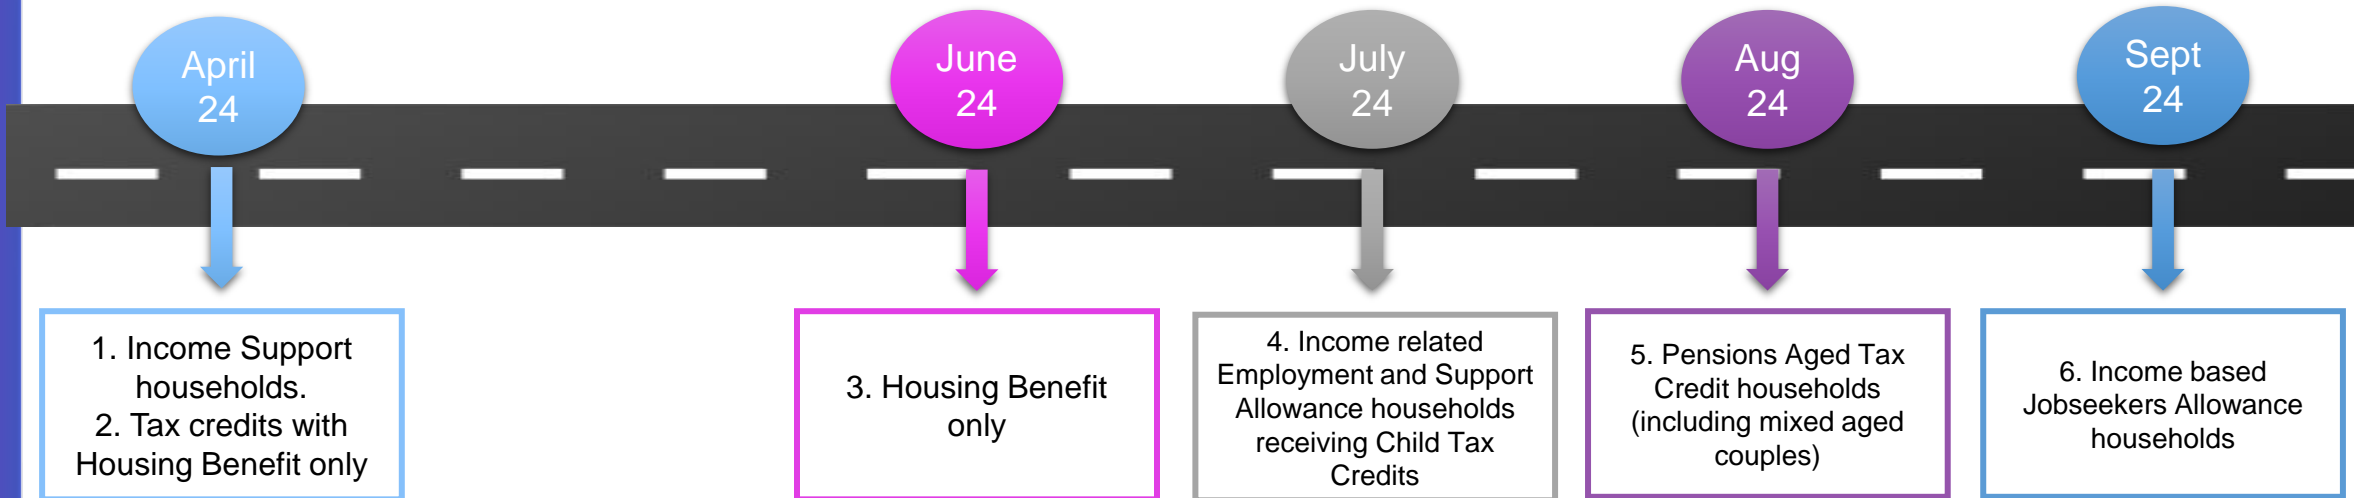 April
24
June
24
July
24
Aug
24
Sept
24
1. Income Support
households.
2. Tax credits with
Housing Benefit only
3. Housing Benefit
only
4. Income related
Employment and Support
Allowance households
receiving Child Tax
Credits
5. Pensions Aged Tax
Credit households
(including mixed aged
couples)
6. Income based
Jobseekers Allowance
households